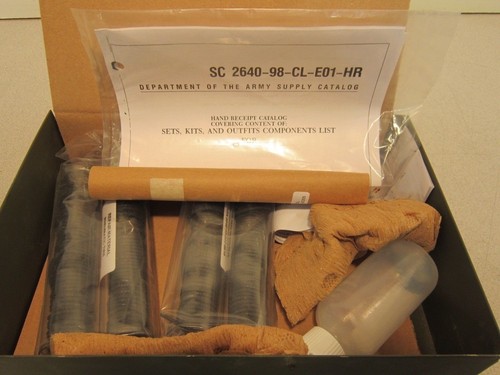 SC 2640-98-CL-E01-HR
DEPARTMENT OF THE ARMY SUPPLY CATALOG
HAND RECEIPT CATALOG
COVERING CONTENT OF
SETS, KITS, AND OUTFITS COMPONENTS LIST